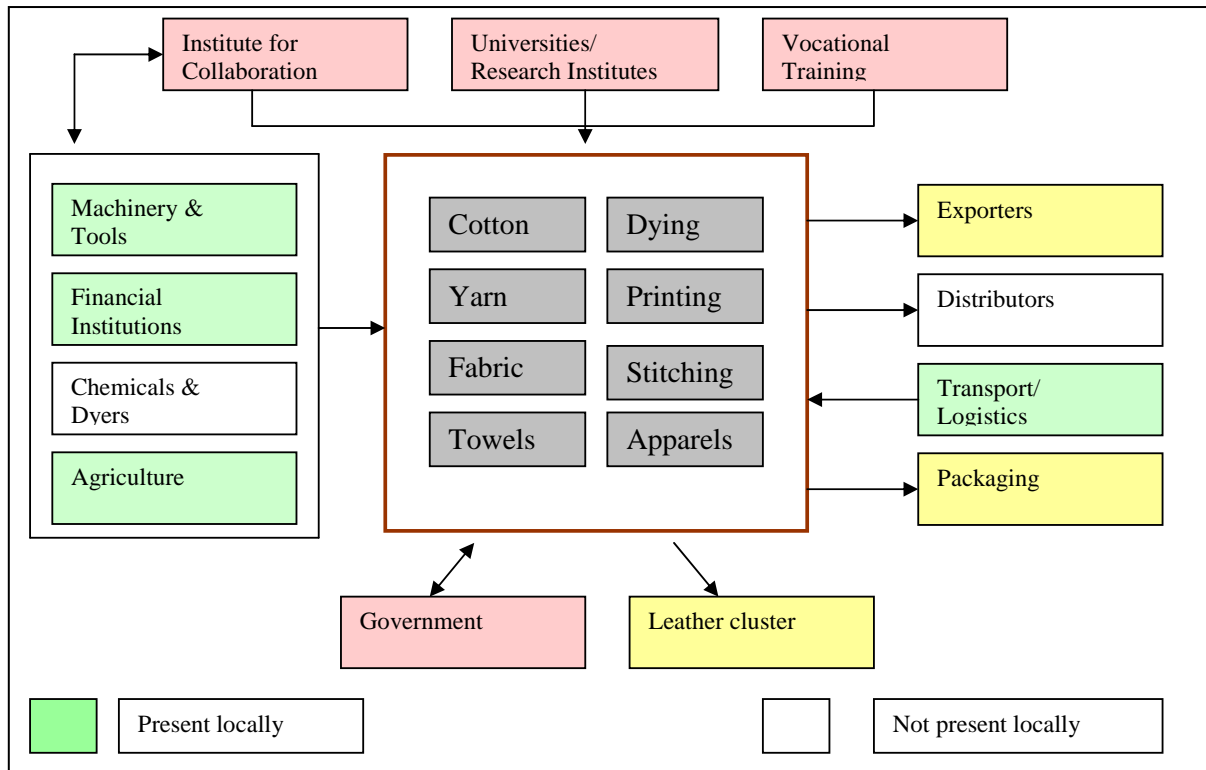 Institute for
Collaboration
Universities/
Research Institutes
Vocational
Training
Machinery &
Tools
Financial
Institutions
Chemicals &
Dyers
Agriculture
Cotton
Dying
Yarn
Printing
Fabric
Stitching
Towels
Apparels
Exporters
Distributors
Transport/
Logistics
Packaging
Government
Leather cluster
Present locally
Not present locally